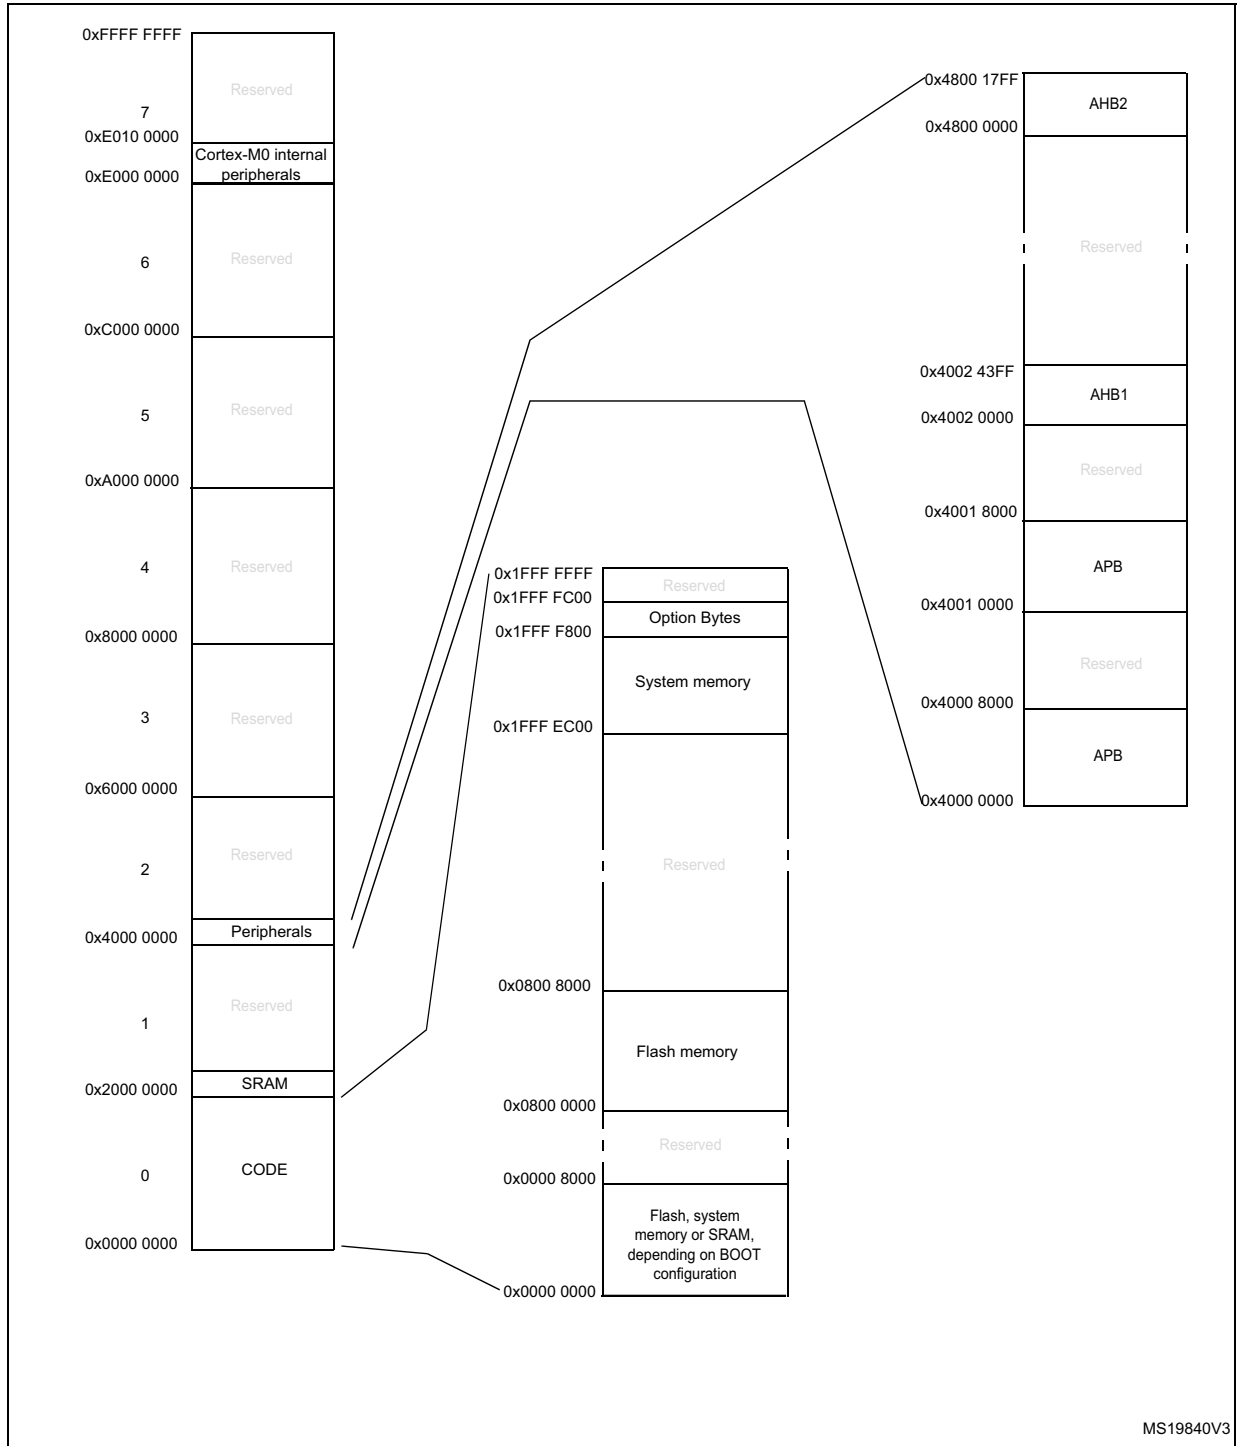 0xFFFF FFFF
Reserved
7
0xE010 0000
Cortex-M0 internal
peripherals
0xE000 0000
Reserved
6
0xC000 0000
Reserved
5
0xA000 0000
Reserved
4
0x8000 0000
Reserved
3
0x6000 0000
Reserved
2
Peripherals
0x4000 0000
Reserved
1
SRAM
0x2000 0000
CODE
0
0x0000 0000
0x1FFF FFFF
Reserved
0x1FFF FC00
Option Bytes
0x1FFF F800
System memory
0x1FFF EC00
Reserved
0x0800 8000
Flash memory
0x0800 0000
Reserved
0x0000 8000
Flash, system
memory or SRAM,
depending on BOOT
configuration
0x0000 0000
0x4800 17FF
AHB2
0x4800 0000
Reserved
0x4002 43FF
AHB1
0x4002 0000
Reserved
0x4001 8000
APB
0x4001 0000
Reserved
0x4000 8000
APB
0x4000 0000
MS19840V3